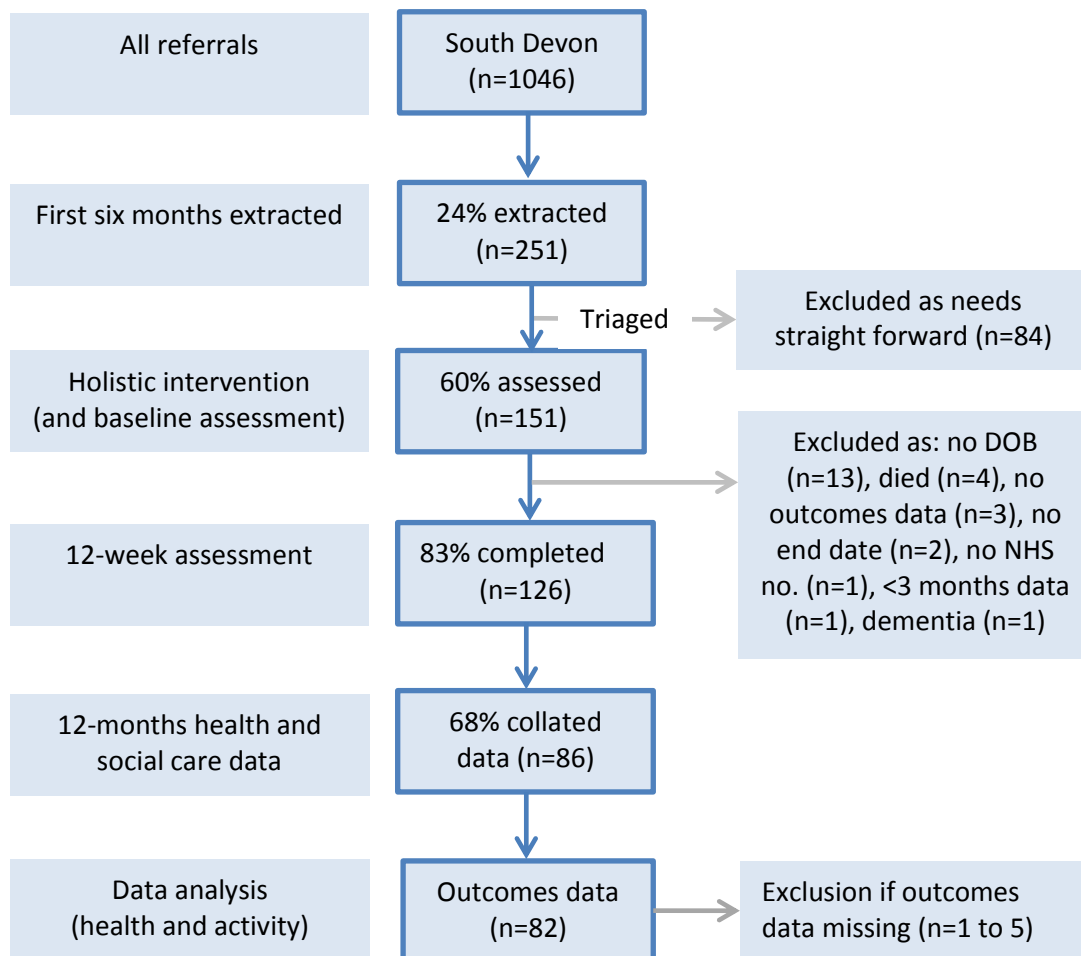 All referrals
South Devon
(n=1046)
First six months extracted
24% extracted
(n=251)
Triaged
Excluded as needs
straight forward (n=84)
Holistic intervention
(and baseline assessment)
60% assessed
(n=151)
Excluded as: no DOB
(n=13), died (n=4), no
outcomes data (n=3), no
end date (n=2), no NHS
no. (n=1), <3 months data
(n=1), dementia (n=1)
12-week assessment
83% completed
(n=126)
12-months health and
social care data
68% collated
data (n=86)
Data analysis
(health and activity)
Outcomes data
(n=82)
Exclusion if outcomes
data missing (n=1 to 5)